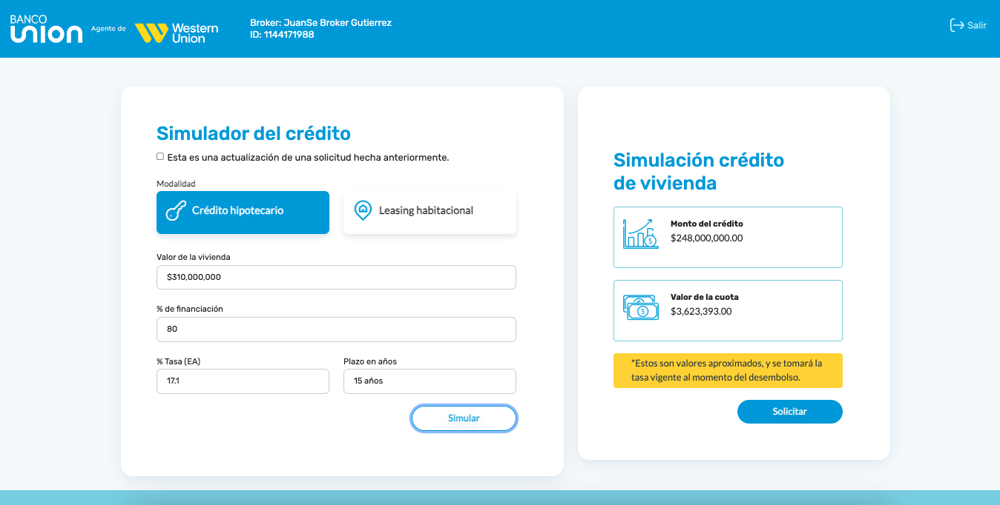 BANCO
union
Agente de
Western
Union
Broker: JuanSe Broker Gutierrez
ID: 1144171988
Salir
Simulador del crédito
Esta es una actualización de una solicitud hecha anteriormente.
Modalidad
Crédito hipotecario
Leasing habitacional
Valor de la vivienda
$310,000,000
% de financiación
80
% Tasa (EA)
Plazo en años
17.1
15 años
Simular
Simulación crédito
de vivienda
Monto del crédito
$248,000,000.00
Valor de la cuota
$3,623,393.00
*Estos son valores aproximados, y se tomará la
tasa vigente al momento del desembolso.
Solicitar